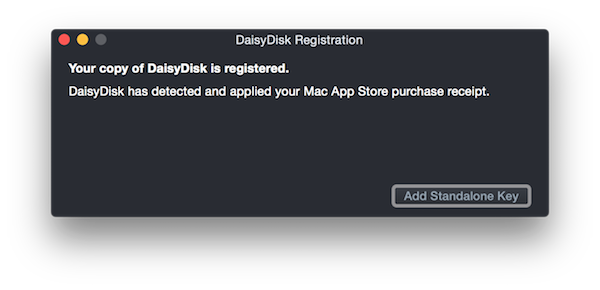 DaisyDisk Registration
Your copy of DaisyDisk is registered.
DaisyDisk has detected and applied your Mac App Store purchase receipt.
Add Standalone Key